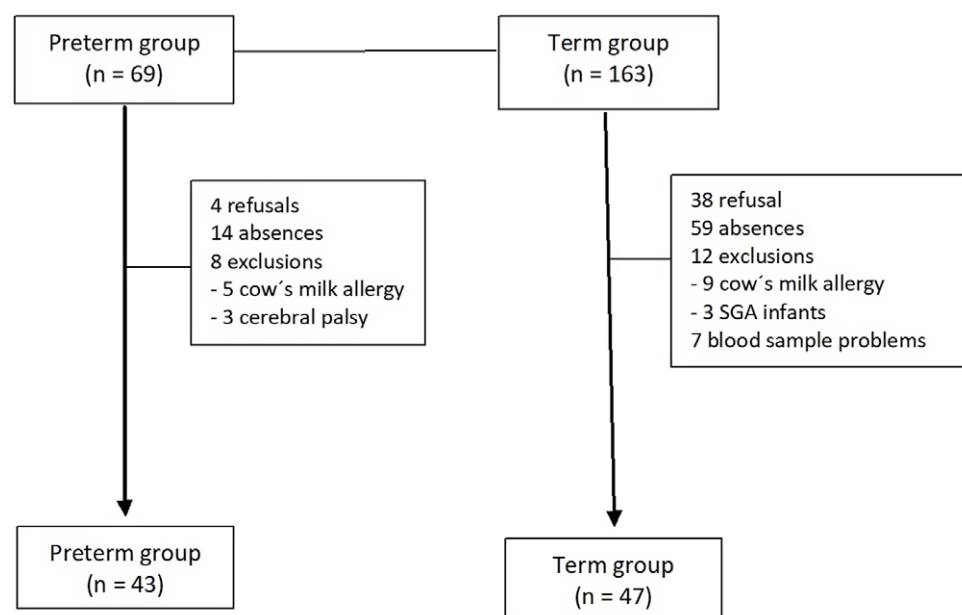 Preterm group
(n = 69)
Term group
(n = 163)
4 refusals
14 absences
8 exclusions
- 5 cow´s milk allergy
- 3 cerebral palsy
38 refusal
59 absences
12 exclusions
- 9 cow´s milk allergy
- 3 SGA infants
7 blood sample problems
Preterm group
(n = 43)
Term group
(n = 47)